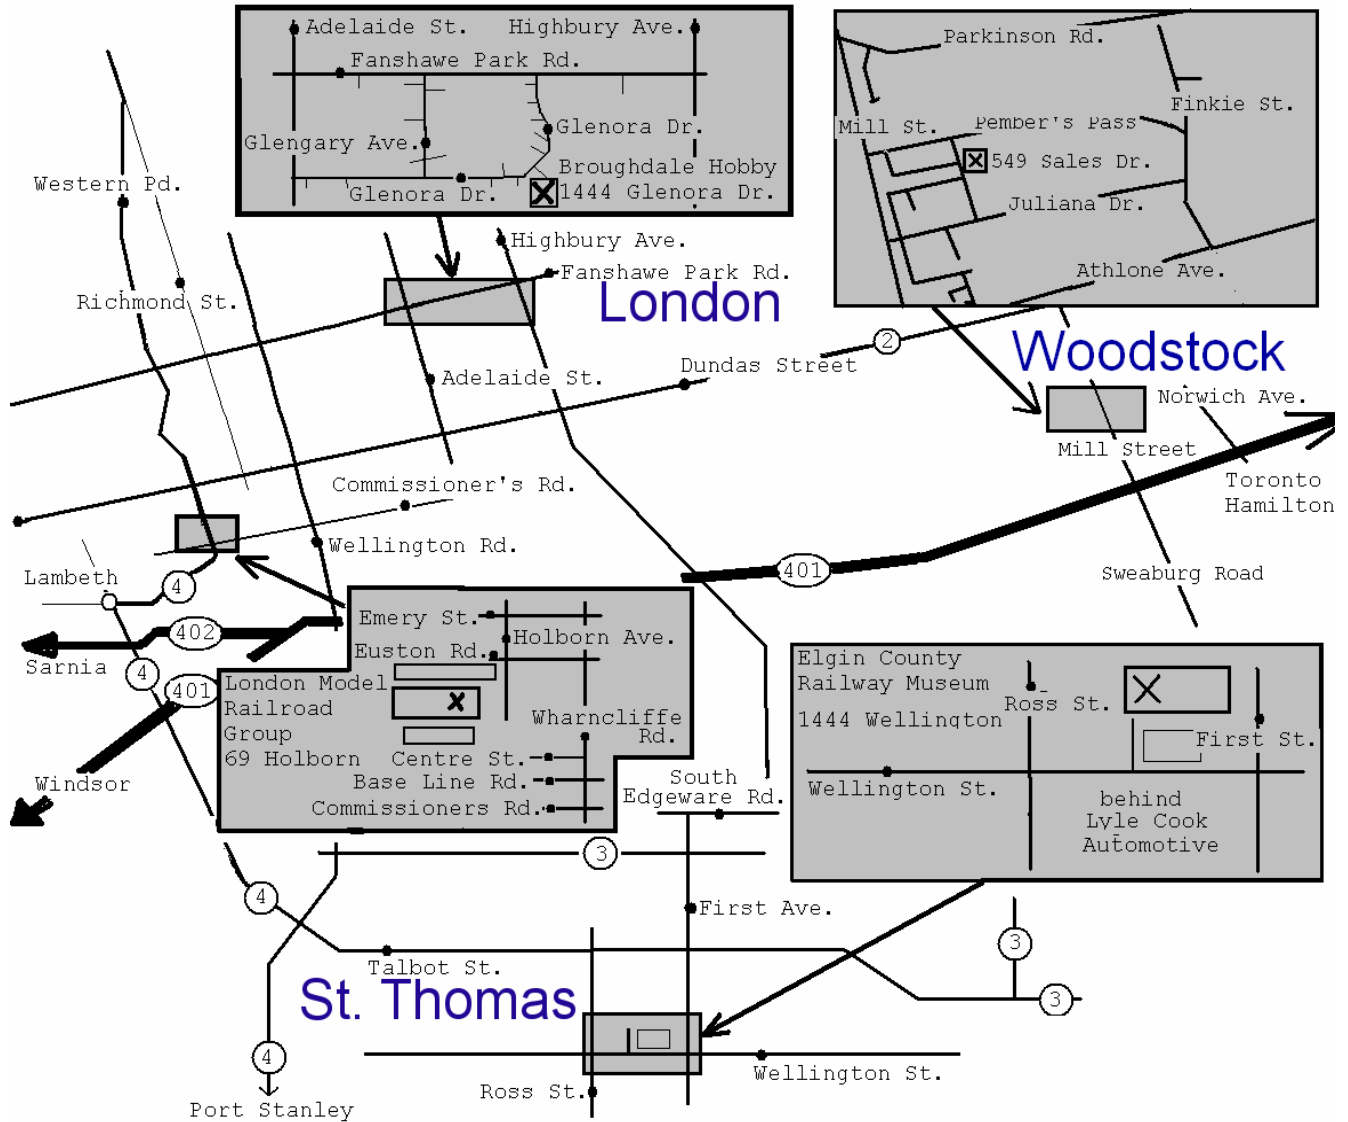 Adelaide St.
Highbury Ave.
Fanshawe Park Rd.
Glenora Dr.
Glengary Ave.
Broughdale Hobby
1444 Glenora Dr.
Glenora Dr.
Parkinson Rd.
Finkie St.
Mill St.
Pember's Pass
549 Sales Dr.
Juliana Dr.
Athlone Ave.
Western Pd.
Richmond St.
Highbury Ave.
Fanshawe Park Rd.
London
2
Woodstock
Dundas Street
Adelaide St.
Norwich Ave.
Mill Street
Toronto
Hamilton
Commissioner's Rd.
Wellington Rd.
401
Sweaburg Road
Lambeth
4
402
Sarnia
4
401
Windsor
Emery St.
Holborn Ave.
Euston Rd.
London Model
Railroad
Group
69 Holborn
Wharncliffe
Rd.
Centre St.
Base Line Rd.
Commissioners Rd.
Elgin County
Railway Museum
1444 Wellington
Ross St.
First St.
Wellington St.
behind
Lyle Cook
Automotive
South
Edgeware Rd.
3
4
First Ave.
3
3
Talbot St.
St. Thomas
4
Port Stanley
Ross St.
Wellington St.